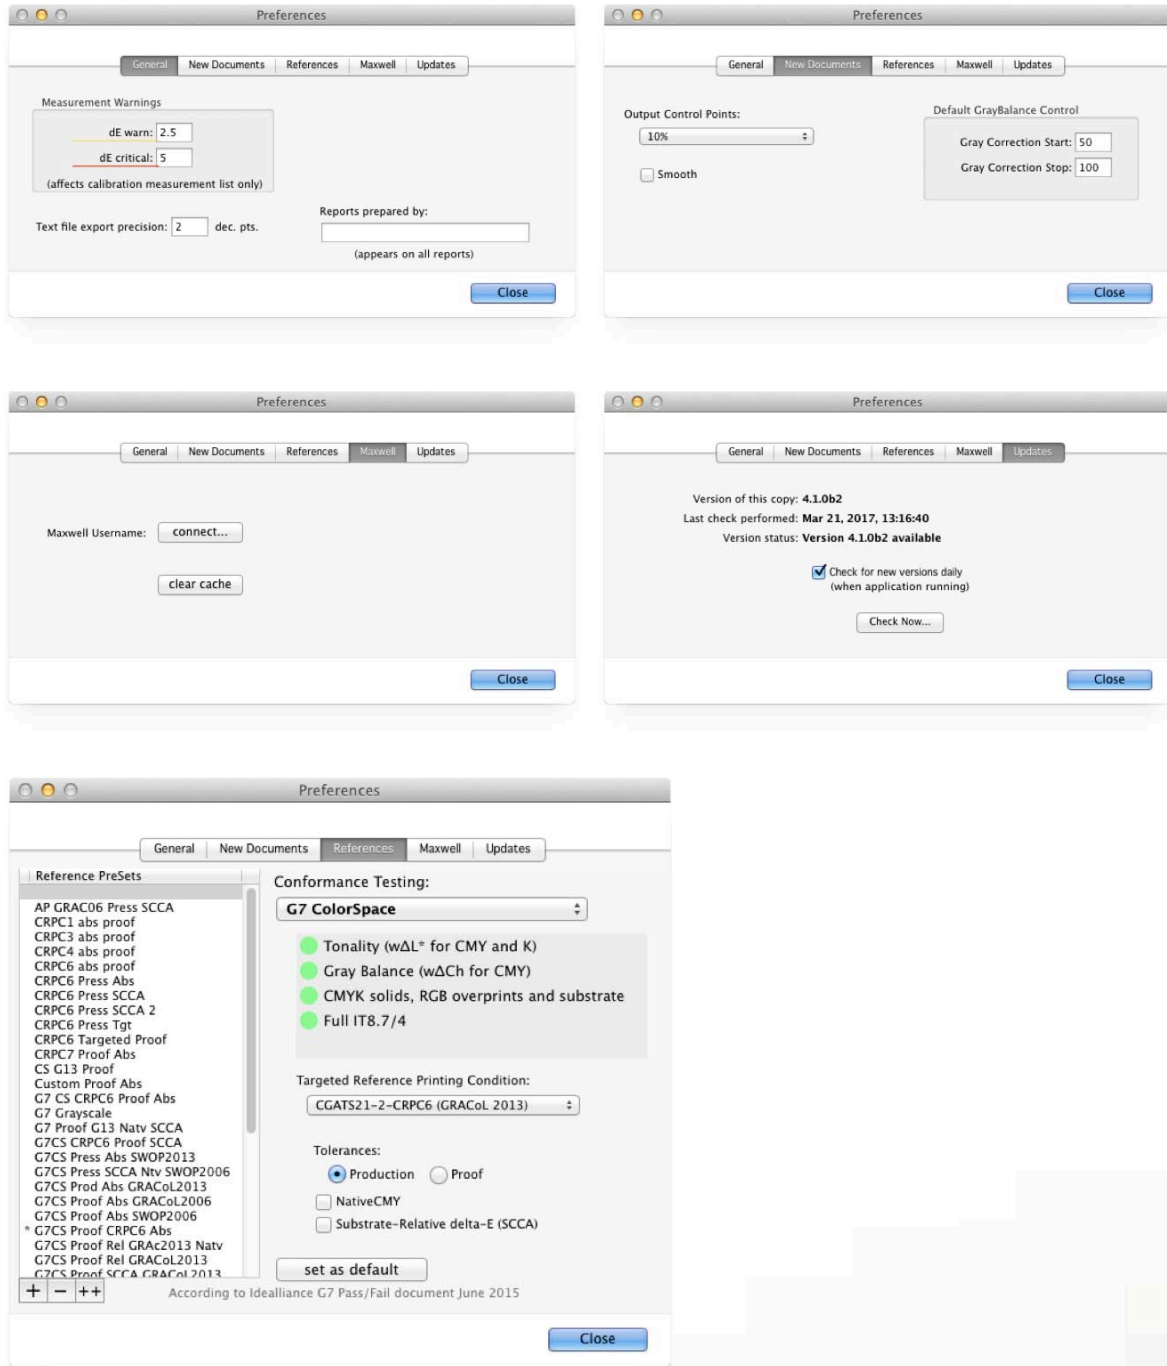 Preferences
General New Documents References Maxwell Updates
Measurement Warnings
dE warn: 2.5
dE critical: 5
(affects calibration measurement list only)
Text file export precision: 2 dec. pts.
Reports prepared by:
(appears on all reports)
Close
Preferences
General New Documents References Maxwell Updates
Output Control Points:
10%
Smooth
Default GrayBalance Control
Gray Correction Start: 50
Gray Correction Stop: 100
Close
Preferences
General New Documents References Maxwell Updates
Maxwell Username: connect...
clear cache
Close
Preferences
General New Documents References Maxwell Updates
Version of this copy: 4.1.0b2
Last check performed: Mar 21, 2017, 13:16:40
Version status: Version 4.1.0b2 available
Check for new versions daily
(when application running)
Check Now...
Close
Preferences
General New Documents References Maxwell Updates
Reference PreSets
AP GRAC06 Press SCCA
CRPC1 abs proof
CRPC3 abs proof
CRPC4 abs proof
CRPC6 abs proof
CRPC6 Press Abs
CRPC6 Press SCCA
CRPC6 Press SCCA 2
CRPC6 Press Tgt
CRPC6 Targeted Proof
CRPC7 Proof Abs
CS G13 Proof
Custom Proof Abs
G7 CS CRPC6 Proof Abs
G7 Grayscale
G7 Proof G13 Natv SCCA
G7CS CRPC6 Proof SCCA
G7CS Press Abs SWOP2013
G7CS Press SCCA Ntv SWOP2006
G7CS Prod Abs GRACoL2013
G7CS Proof Abs GRACoL2006
G7CS Proof Abs SWOP2006
* G7CS Proof CRPC6 Abs
G7CS Proof Rel GRAc2013 Natv
G7CS Proof Rel GRACoL2013
G7CS Proof SCCA GRACoL2013
+ − ++
Conformance Testing:
G7 ColorSpace
Tonality (wΔL* for CMY and K)
Gray Balance (wΔCh for CMY)
CMYK solids, RGB overprints and substrate
Full IT8.7/4
Targeted Reference Printing Condition:
CGATS21-2-CRPC6 (GRACoL 2013)
Tolerances:
Production Proof
NativeCMY
Substrate-Relative delta-E (SCCA)
set as default
According to Idealliance G7 Pass/Fail document June 2015
Close